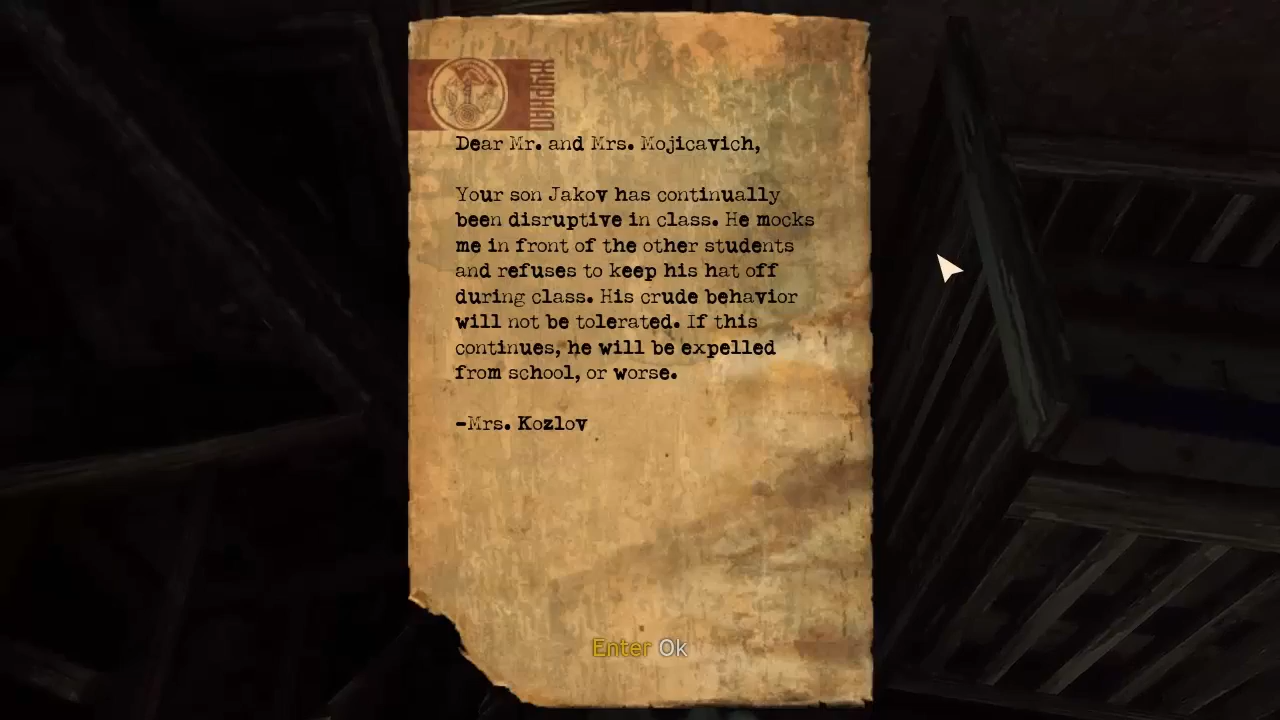 Dear Mr. and Mrs. Mojicavich,
Your son Jakov has continually
been disruptive in class. He mocks
me in front of the other students
and refuses to keep his hat off
during class. His crude behavior
will not be tolerated. If this
continues, he will be expelled
from school, or worse.
-Mrs. Kozlov
Enter Ok